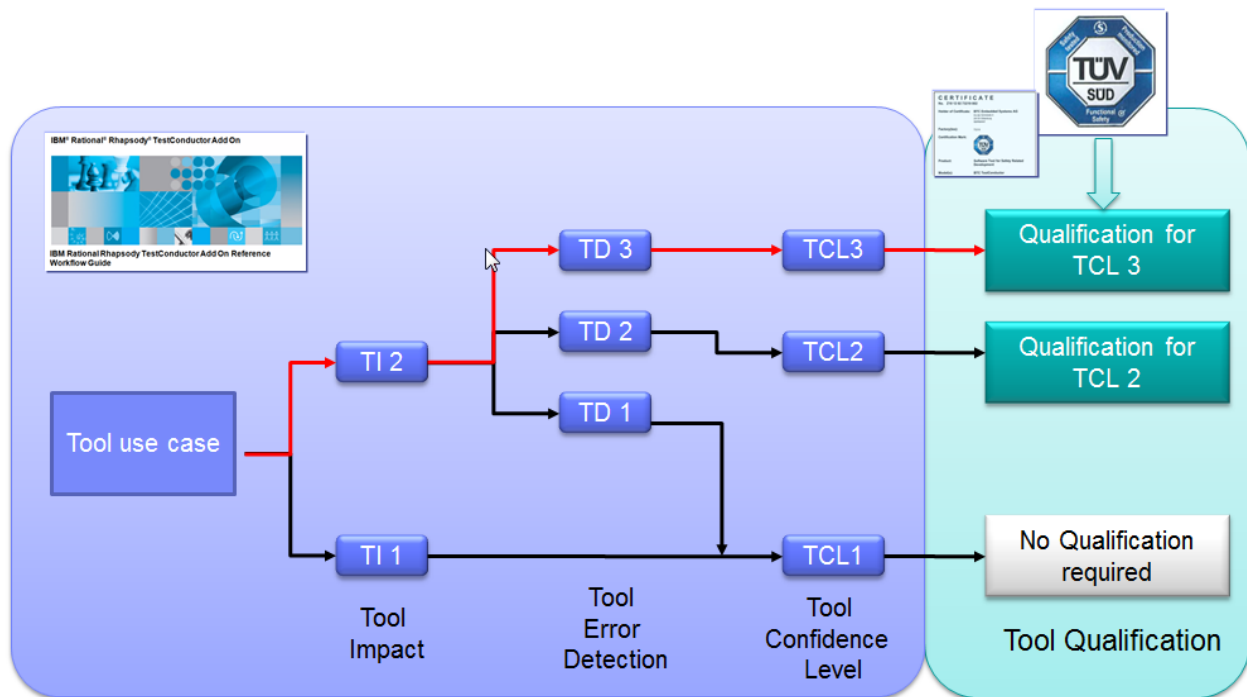 IBM® Rational® Rhapsody® TestConductor Add On
IBM Rational Rhapsody TestConductor Add On Reference
Workflow Guide
CERTIFICATE
TÜV
SÜD
Functional
Safety
Tool use case
TI 2
TI 1
Tool
Impact
TD 3
TD 2
TD 1
Tool
Error
Detection
TCL3
TCL2
TCL1
Tool
Confidence
Level
Qualification for
TCL 3
Qualification for
TCL 2
No Qualification
required
Tool Qualification